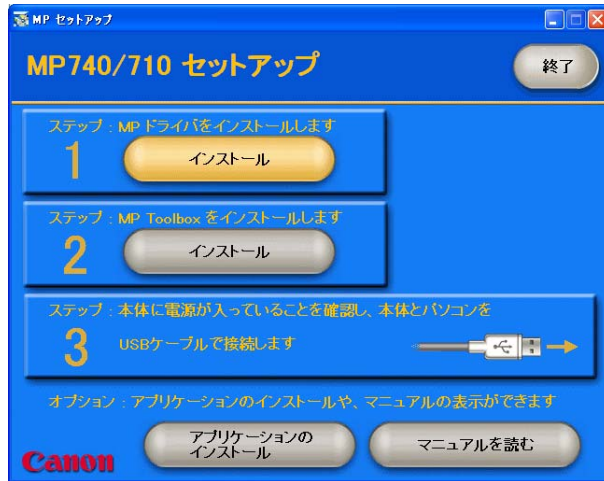 MP セットアップ
MP740/710 セットアップ
終了
ステップ：MP ドライバをインストールします
1
インストール
ステップ：MP Toolbox をインストールします
2
インストール
ステップ：本体に電源が入っていることを確認し、本体とパソコンを
3
USBケーブルで接続します
オプション：アプリケーションのインストールや、マニュアルの表示ができます
アプリケーションの
インストール
マニュアルを読む
Canon